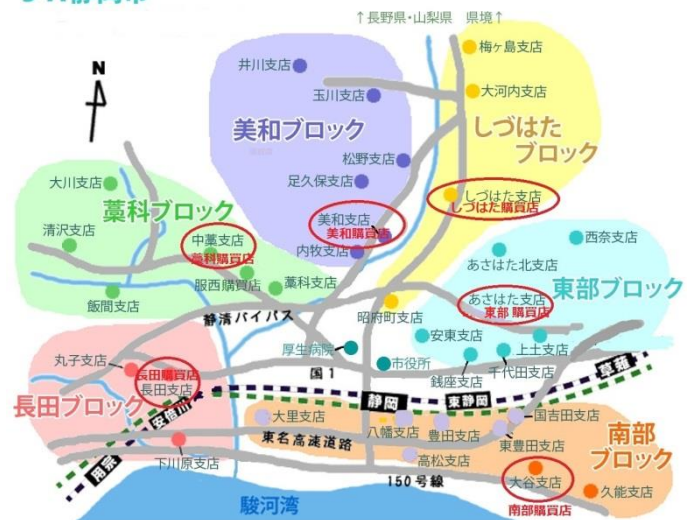 ↑長野県・山梨県 県境↑
N
井川支店
玉川支店
美和ブロック
松野支店
足久保支店
美和支店
美和購買店
内牧支店
梅ヶ島支店
大河内支店
しづはた
ブロック
しづはた支店
しづはた購買店
昭府町支店
大川支店
藁科ブロック
清沢支店
中藁支店
藁科購買店
服西購買店
藁科支店
飯間支店
西奈支店
あさはた北支店
東部ブロック
あさはた支店
東部 購買店
安東支店
上土支店
千代田支店
銭座支店
静清バイパス
厚生病院
市役所
国1
丸子支店
長田購買店
長田支店
長田ブロック
下川原支店
用宗
安倍川
静岡
東静岡
草薙
大里支店
八幡支店
豊田支店
国吉田支店
東豊田支店
高松支店
東名高速道路
150号線
南部
ブロック
大谷支店
南部購買店
久能支店
駿河湾